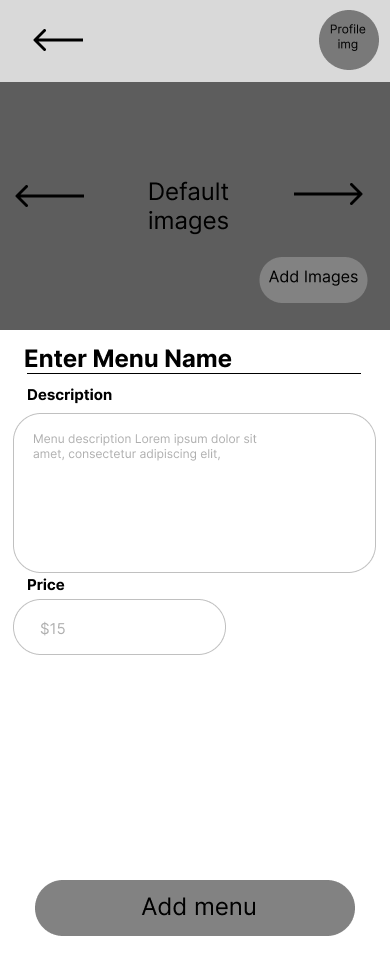 Profile
img
Default
images
Add Images
Enter Menu Name
Description
Menu description Lorem ipsum dolor sit
amet, consectetur adipiscing elit,
Price
$15
Add menu